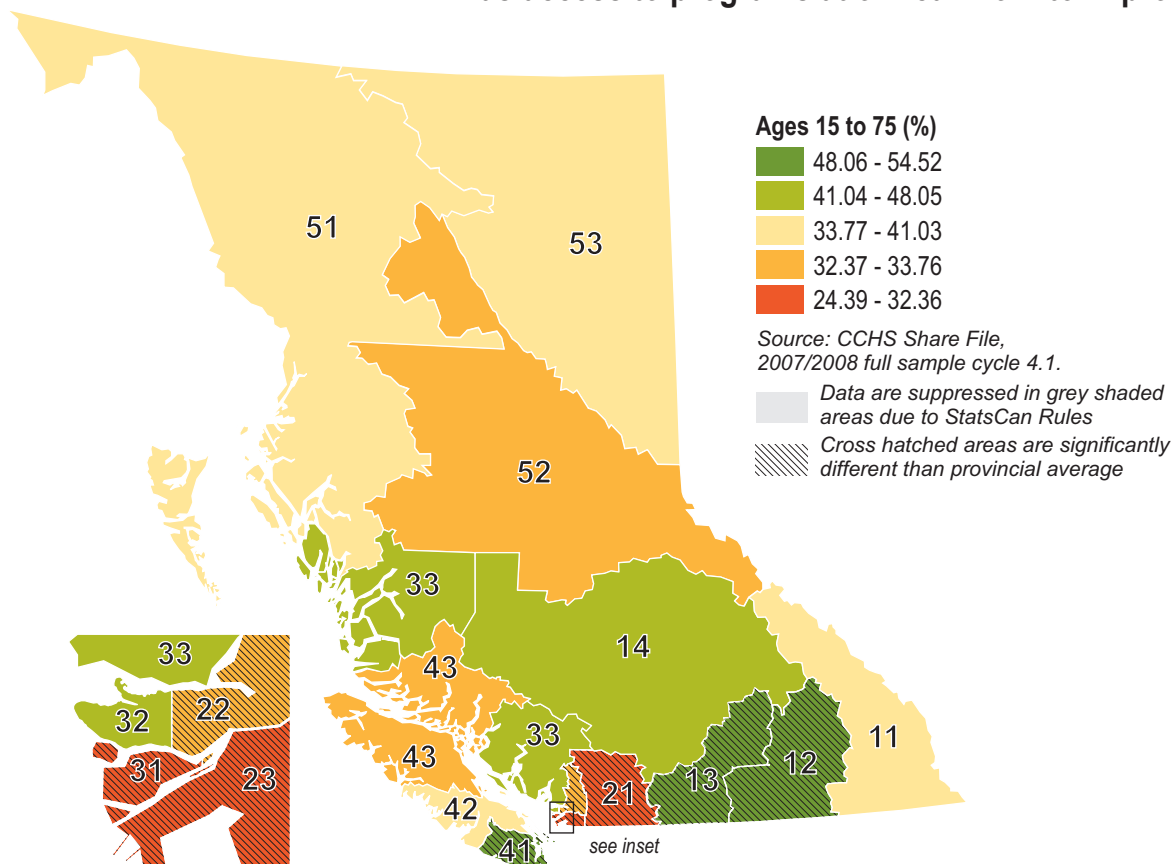 Ages 15 to 75 (%)
48.06 - 54.52
41.04 - 48.05
33.77 - 41.03
32.37 - 33.76
24.39 - 32.36
Source: CCHS Share File,
2007/2008 full sample cycle 4.1.
Data are suppressed in grey shaded
areas due to StatsCan Rules
Cross hatched areas are significantly
different than provincial average
51
53
52
33
14
43
33
43
42
41
21
13
12
11
see inset
33
32
22
31
23